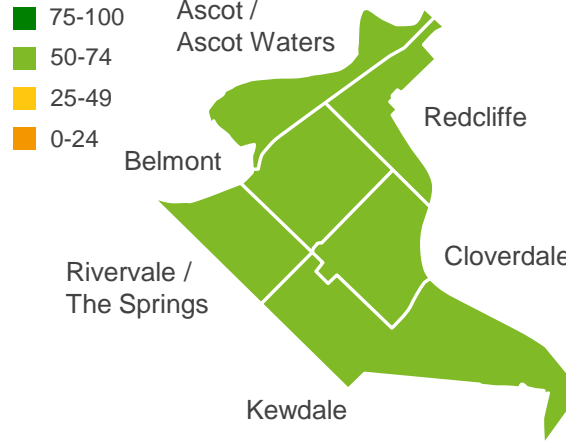 75-100
50-74
25-49
0-24
Ascot /
Ascot Waters
Redcliffe
Belmont
Cloverdale
Rivervale /
The Springs
Kewdale